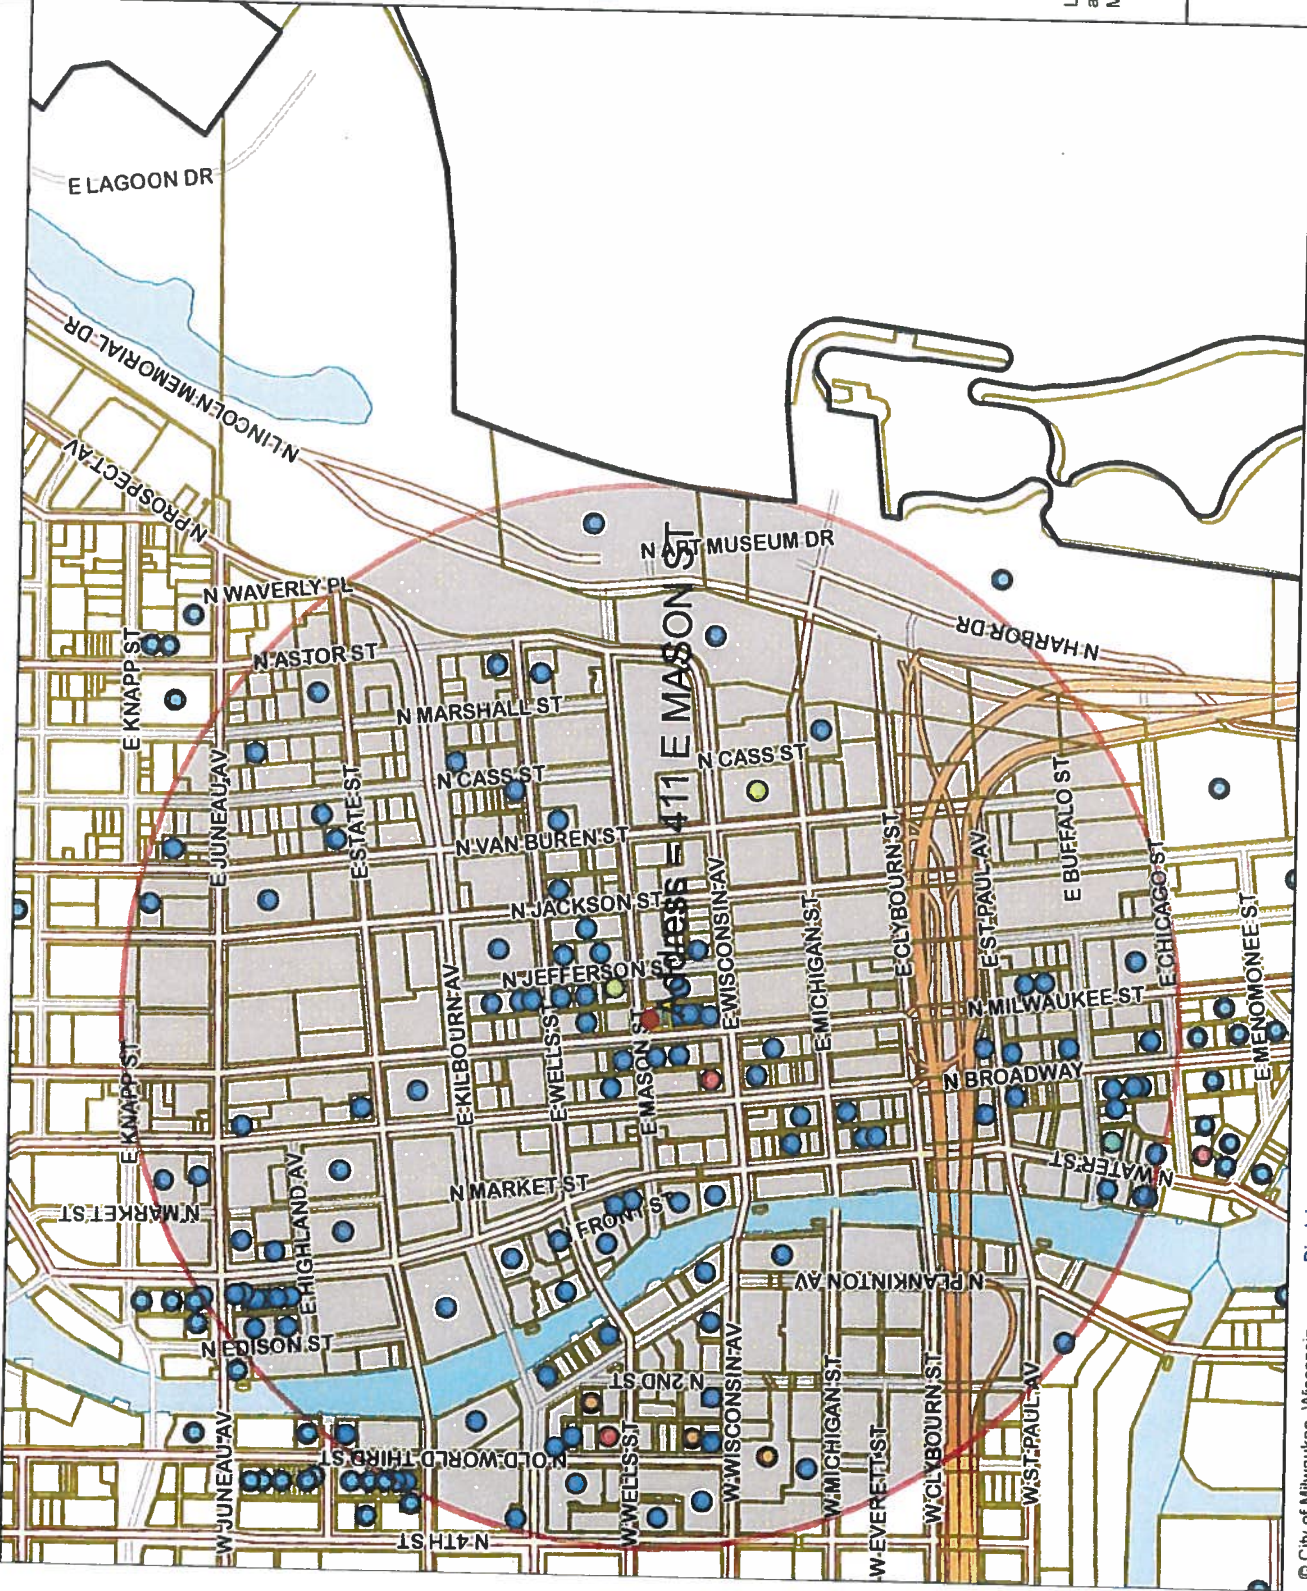 E LAGOON DR
N LINCOLN MEMORIAL DR
N PROSPECT AV
N ART MUSEUM DR
N WAVERLY PL
E KNAPP ST
N ASTOR ST
N HARBOR DR
N MARSHALL ST
N CASS ST
N CASS ST
Address = 411 E MASON ST
E JUNEAU AV
E STATE ST
N VAN BUREN ST
E CLYBOURN ST
E ST PAUL AV
E BUFFALO ST
E CHICAGO ST
N JACKSON ST
E WISCONSIN AV
E MICHIGAN ST
E MENOMONEE ST
N JEFFERSON ST
N MILWAUKEE ST
E KILBOURN AV
E WELLS ST
E MASON ST
E KNAPP ST
N BROADWAY
N WATER ST
N MARKET ST
N MARKET ST
E HIGHLAND AV
N FRONT ST
N PLANKINTON AV
N EDISON ST
N 2ND ST
N OLD WORLD THIRD ST
W JUNEAU AV
W WELLS ST
W WISCONSIN AV
W MICHIGAN ST
W EVERETT ST
W CLYBOURN ST
W ST PAUL AV
N 4TH ST
© City of Milwaukee, Wisconsin